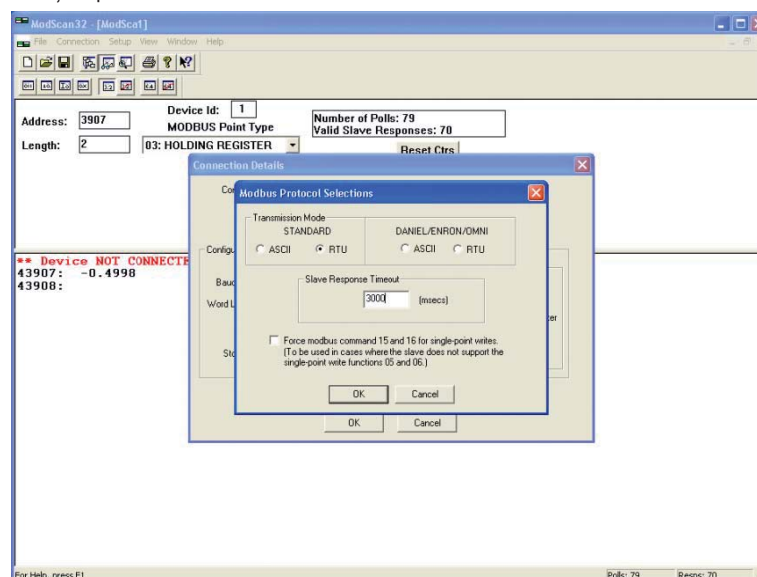 ModScan32 - [ModSca1]
File Connection Setup View Window Help
Address: 3907
Device Id: 1
MODBUS Point Type
Number of Polls: 79
Valid Slave Responses: 70
Length: 2
03: HOLDING REGISTER
Reset Ctrs
Connection Details
Modbus Protocol Selections
Transmission Mode
STANDARD DANIEL/ENRON/OMNI
ASCII RTU ASCII RTU
Slave Response Timeout
3000 (msecs)
Force modbus command 15 and 16 for single-point writes.
(To be used in cases where the slave does not support the
single-point write functions 05 and 06.)
OK Cancel
OK Cancel
** Device NOT CONNECTE
43907: -0.4998
43908:
For Help, press F1
Polls: 79 Resps: 70